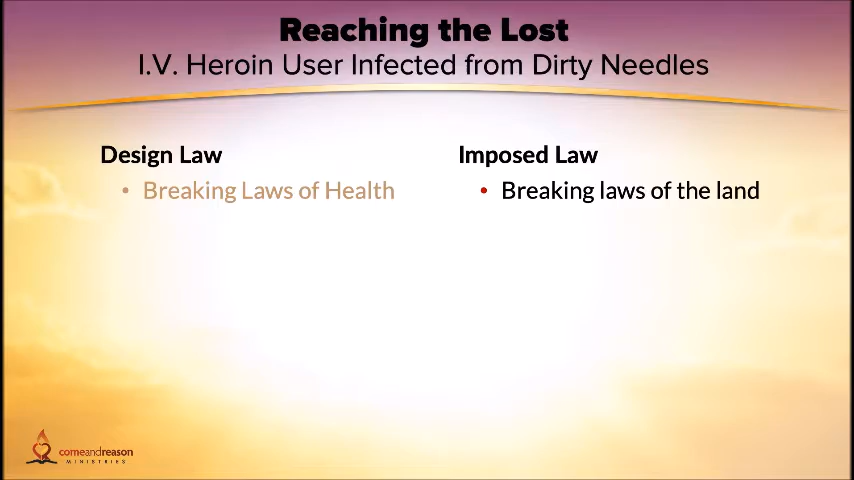 Reaching the Lost
I.V. Heroin User Infected from Dirty Needles
Design Law
• Breaking Laws of Health
Imposed Law
• Breaking laws of the land
comeandreason
MINISTRIES